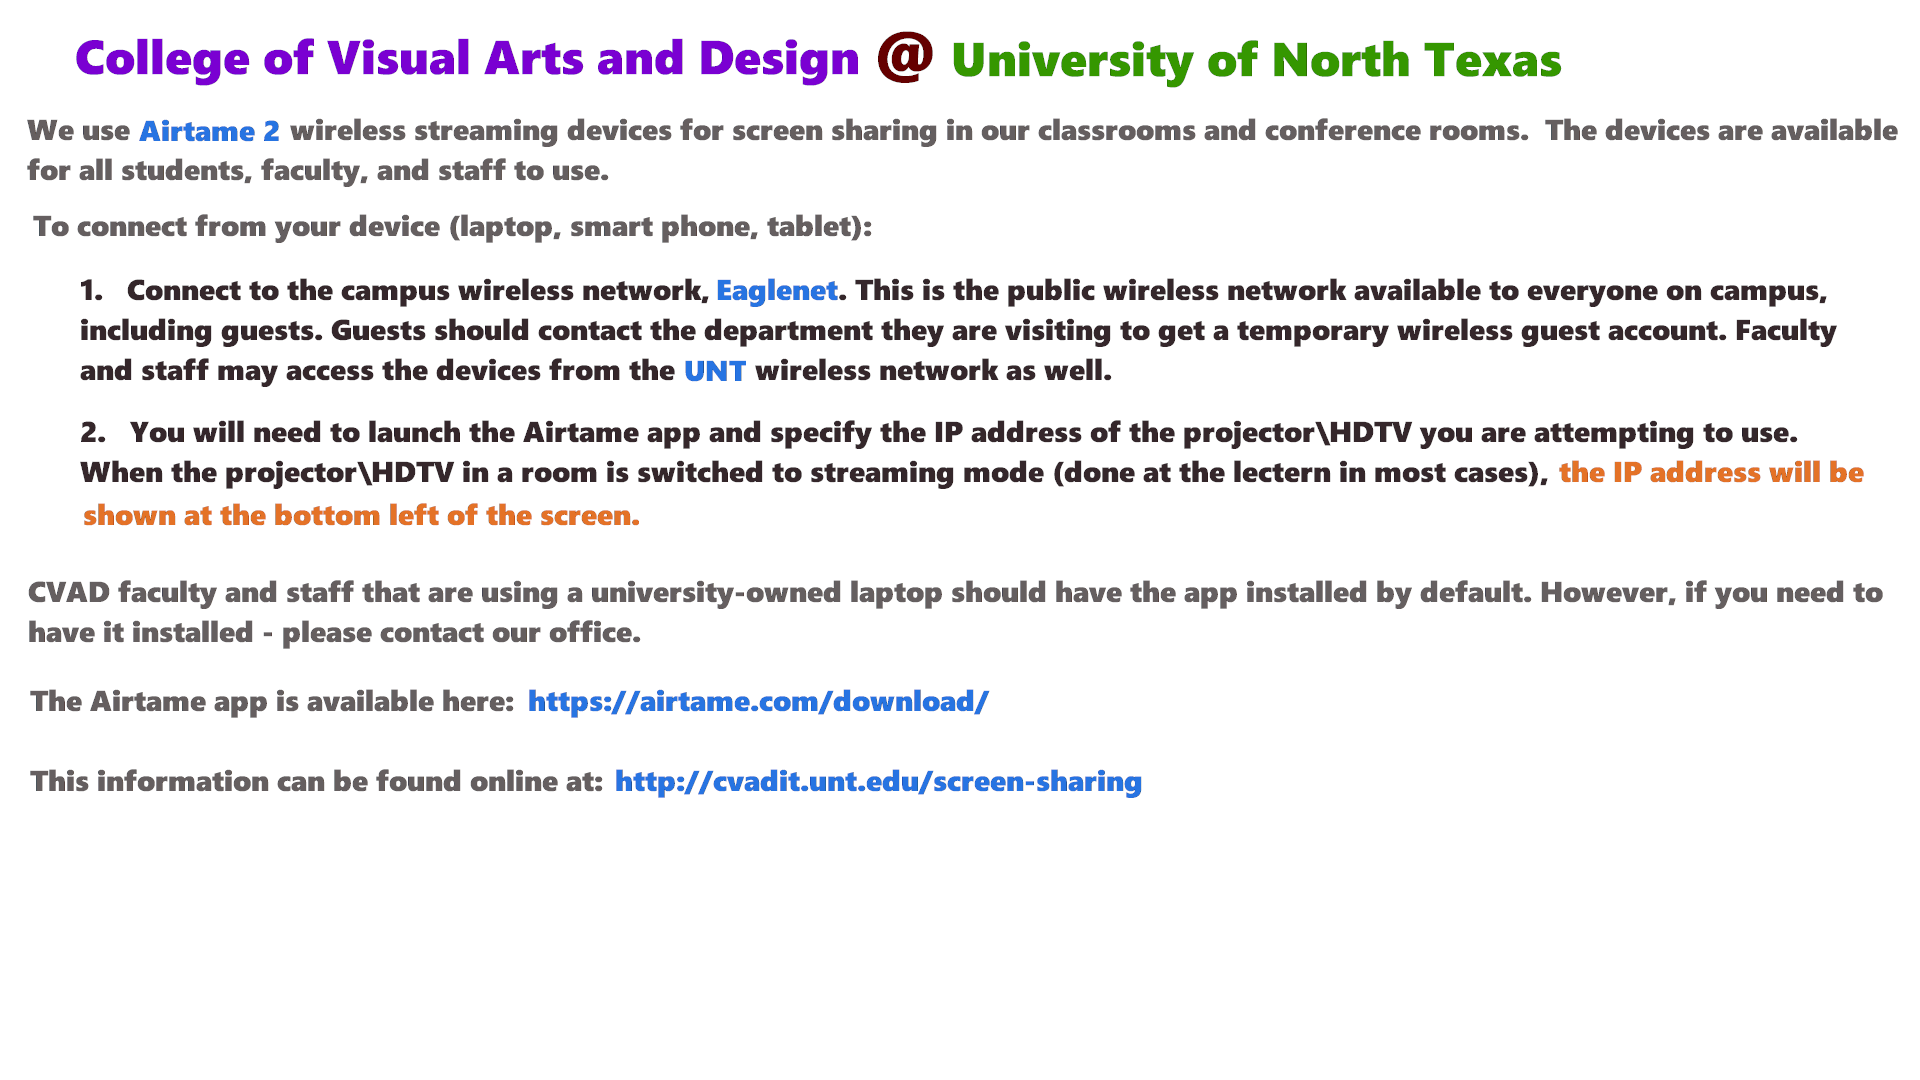 College of Visual Arts and Design @ University of North Texas
We use Airtame 2 wireless streaming devices for screen sharing in our classrooms and conference rooms.  The devices are available
for all students, faculty, and staff to use.
To connect from your device (laptop, smart phone, tablet):
1.   Connect to the campus wireless network, Eaglenet. This is the public wireless network available to everyone on campus,
including guests. Guests should contact the department they are visiting to get a temporary wireless guest account. Faculty
and staff may access the devices from the UNT wireless network as well.
2.   You will need to launch the Airtame app and specify the IP address of the projector\HDTV you are attempting to use.
When the projector\HDTV in a room is switched to streaming mode (done at the lectern in most cases), the IP address will be
shown at the bottom left of the screen.
CVAD faculty and staff that are using a university-owned laptop should have the app installed by default. However, if you need to
have it installed - please contact our office.
The Airtame app is available here:  https://airtame.com/download/
This information can be found online at:  http://cvadit.unt.edu/screen-sharing